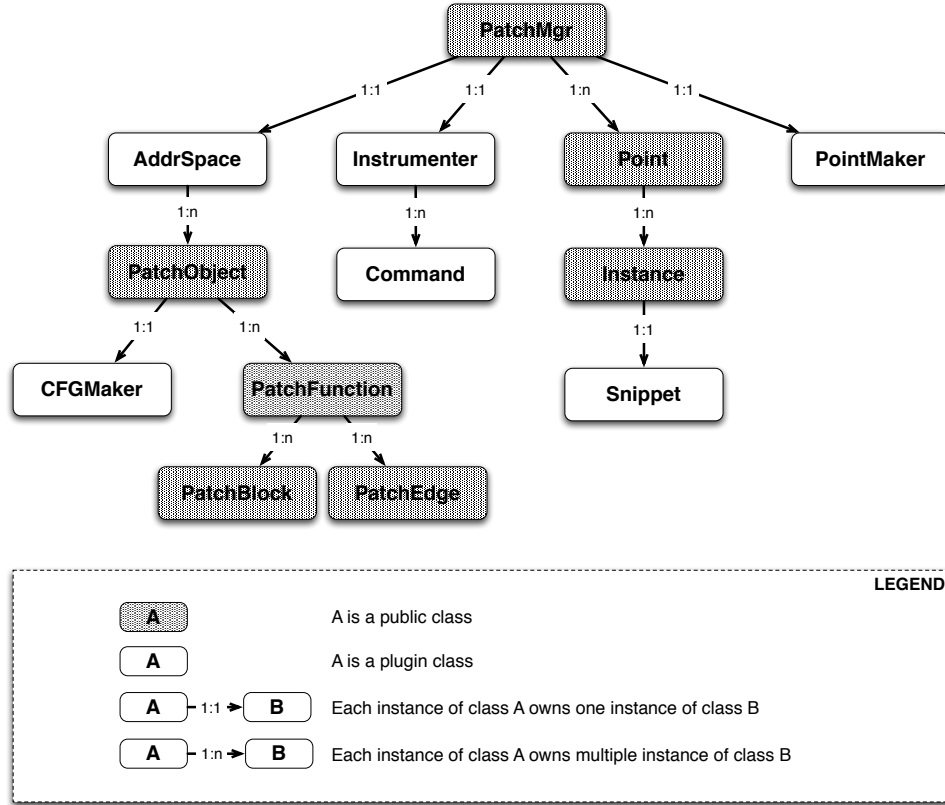 PatchMgr
1:1
1:1
1:n
1:1
AddrSpace
Instrumenter
Point
PointMaker
1:n
1:n
1:n
PatchObject
Command
Instance
1:1
1:n
1:1
CFGMaker
PatchFunction
Snippet
1:n
1:n
PatchBlock
PatchEdge
LEGEND
A
A is a public class
A
A is a plugin class
A 1:1 B Each instance of class A owns one instance of class B
A 1:n B Each instance of class A owns multiple instance of class B